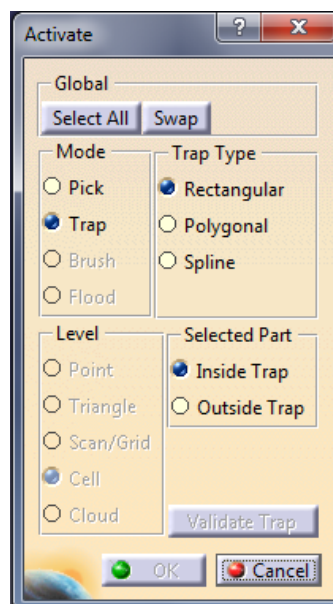 Activate
?
X
Global
Select All
Swap
Mode
Pick
Trap
Brush
Flood
Trap Type
Rectangular
Polygonal
Spline
Level
Point
Triangle
Scan/Grid
Cell
Cloud
Selected Part
Inside Trap
Outside Trap
Validate Trap
OK
Cancel